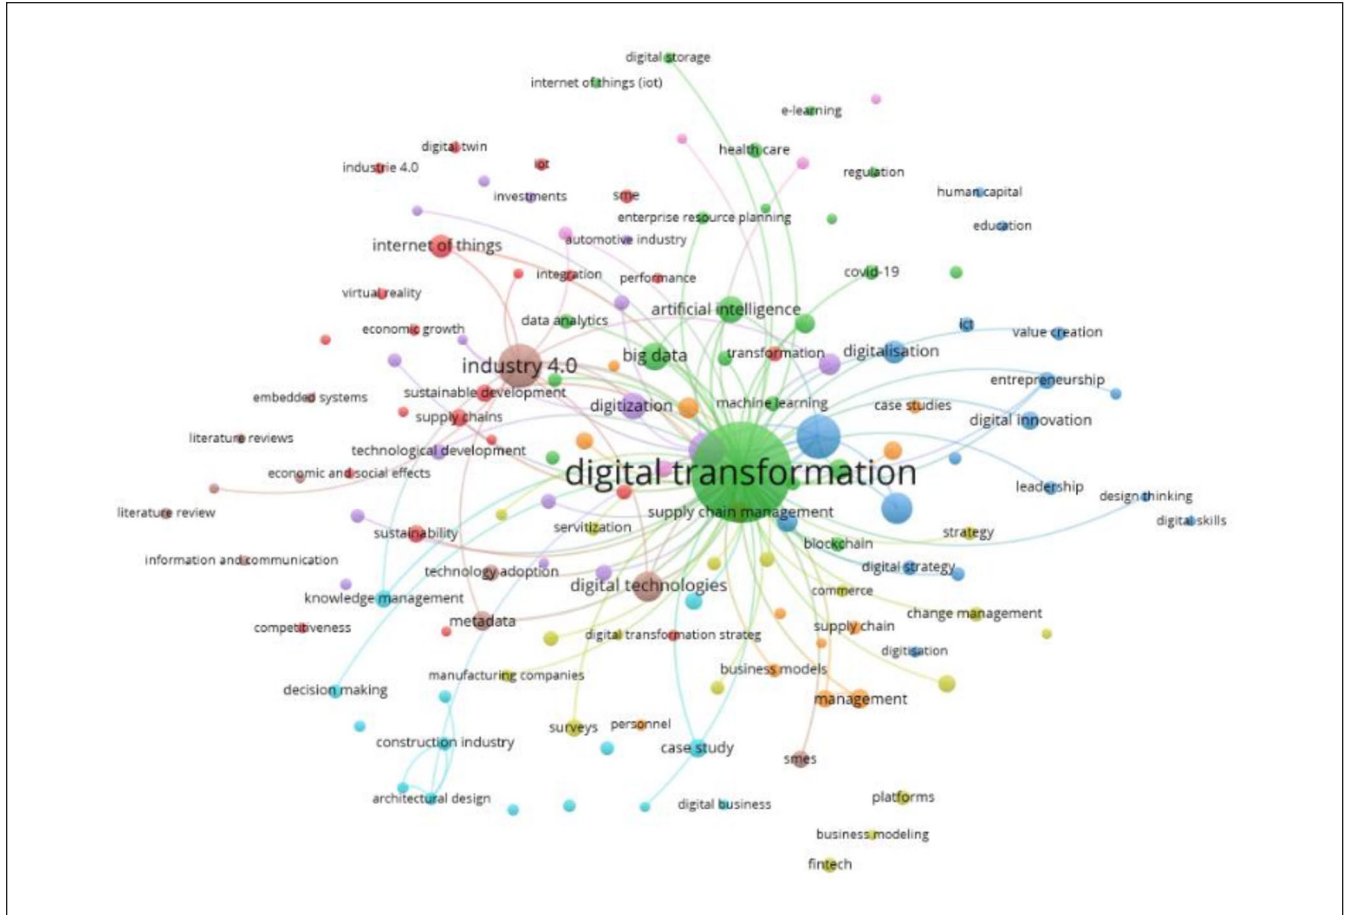 digital storage
internet of things (iot)
e-learning
digital twin
health care
industrie 4.0
iot
regulation
human capital
investments
sme
enterprise resource planning
education
internet of things
automotive industry
integration
performance
covid-19
virtual reality
artificial intelligence
data analytics
economic growth
ict
value creation
big data
transformation
digitalisation
industry 4.0
entrepreneurship
sustainable development
embedded systems
digitization
machine learning
case studies
supply chains
digital innovation
literature reviews
technological development
economic and social effects
digital transformation
leadership
design thinking
literature review
supply chain management
digital skills
servitization
sustainability
strategy
blockchain
information and communication
technology adoption
digital strategy
digital technologies
commerce
knowledge management
change management
metadata
competitiveness
supply chain
digital transformation strateg
digitisation
business models
manufacturing companies
decision making
management
surveys
personnel
construction industry
case study
smes
architectural design
digital business
platforms
business modeling
fintech